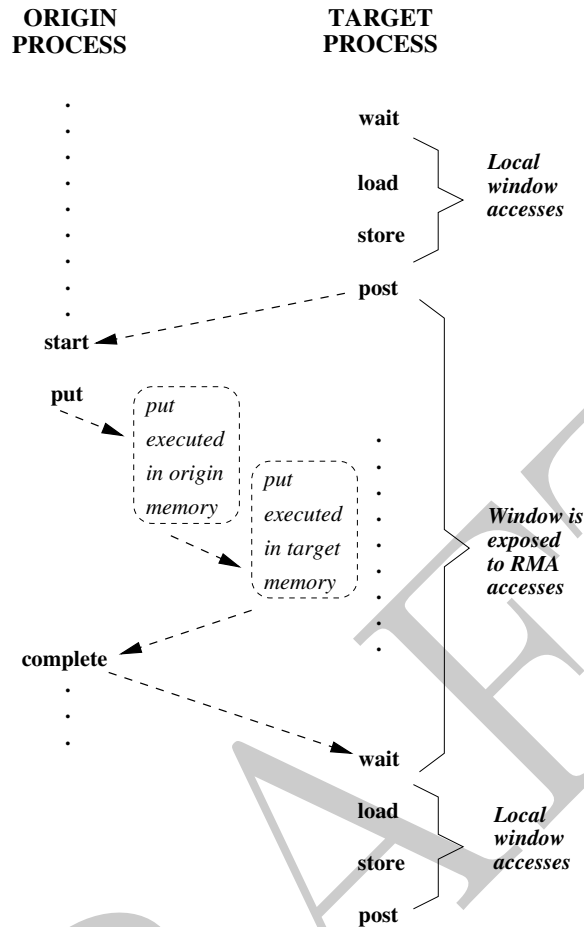 ORIGIN
PROCESS
TARGET
PROCESS
wait
load
store
Local
window
accesses
post
start
put
put
executed
in origin
memory
put
executed
in target
memory
Window is
exposed
to RMA
accesses
complete
wait
load
store
Local
window
accesses
post